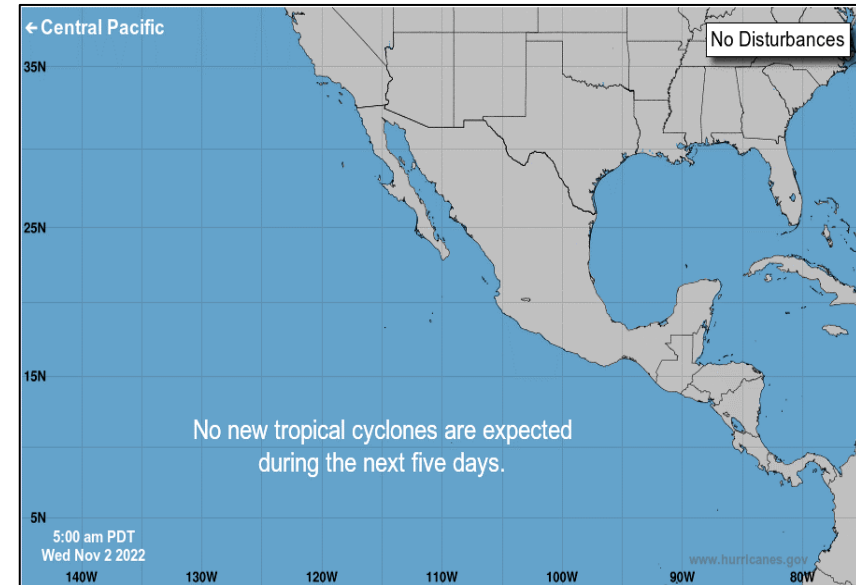 ← Central Pacific
No Disturbances
35N
25N
15N
No new tropical cyclones are expected
during the next five days.
5N
5:00 am PDT
Wed Nov 2 2022
www.hurricanes.gov
140W 130W 120W 110W 100W 90W 80W